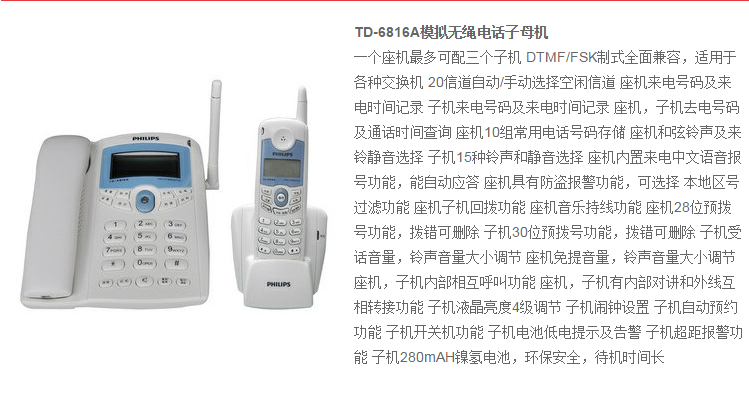 TD-6816A模拟无绳电话子母机
一个座机最多可配三个子机 DTMF/FSK制式全面兼容，适用于
各种交换机 20信道自动/手动选择空闲信道 座机来电号码及来
电时间记录 子机来电号码及来电时间记录 座机，子机去电号码
及通话时间查询 座机10组常用电话号码存储 座机和弦铃声及来
铃静音选择 子机15种铃声和静音选择 座机内置来电中文语音报
号功能，能自动应答 座机具有防盗报警功能，可选择 本地区号
过滤功能 座机子机回拨功能 座机音乐持线功能 座机28位预拨
号功能，拨错可删除 子机30位预拨号功能，拨错可删除 子机受
话音量，铃声音量大小调节 座机免提音量，铃声音量大小调节
座机，子机内部相互呼叫功能 座机，子机有内部对讲和外线互
相转接功能 子机液晶亮度4级调节 子机闹钟设置 子机自动预约
功能 子机开关机功能 子机电池低电提示及告警 子机超距报警功
能 子机280mAH镍氢电池，环保安全，待机时间长
PHILIPS
PHILIPS
PHILIPS
1
2ABC
3DEF
4GHI
5JKL
6MNO
7PQRS
8TUV
9WXYZ
*
0OPER
#